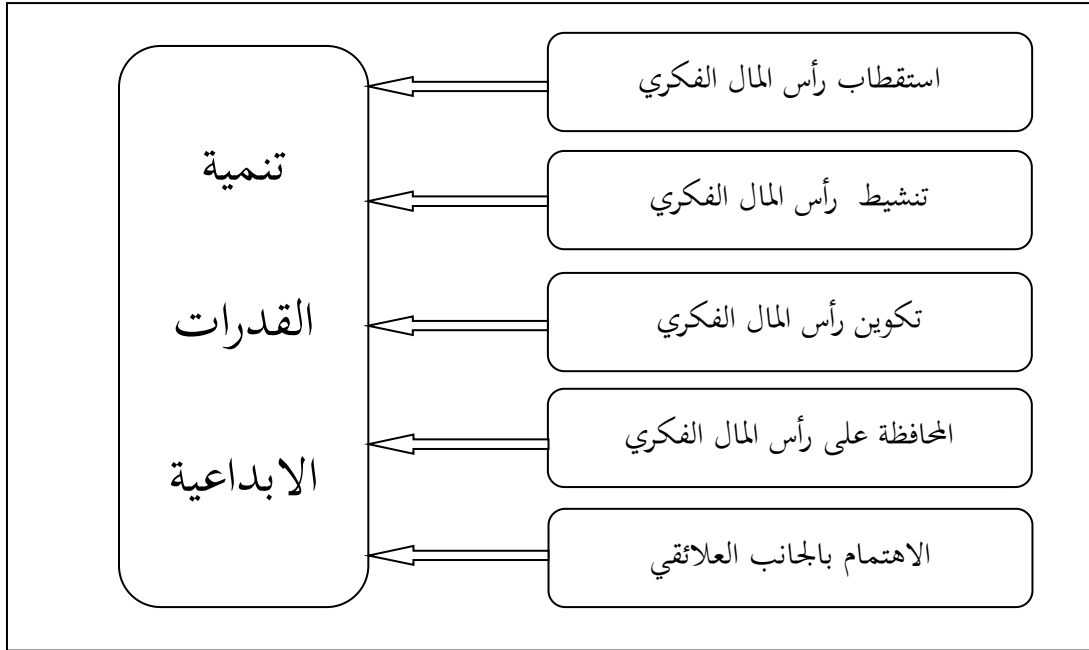 استقطاب رأس المال الفكري
تنشيط رأس المال الفكري
تكوين رأس المال الفكري
المحافظة على رأس المال الفكري
الاهتمام بالجانب العلائقي
تنمية
القدرات
الابداعية